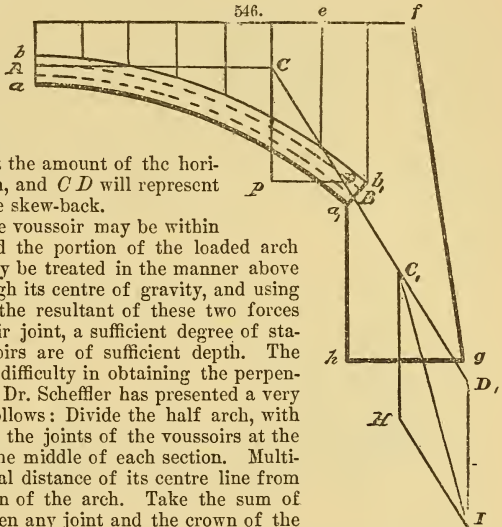 546.
e
f
b
A
a
C
P
b,
B,
a,
C,
h
g
D,
H
I
t the amount of the hori-
n, and C D will represent
e skew-back.
e voussoir may be within
d the portion of the loaded arch
y be treated in the manner above
gh its centre of gravity, and using
the resultant of these two forces
ir joint, a sufficient degree of sta-
oirs are of sufficient depth. The
difficulty in obtaining the perpen-
Dr. Scheffler has presented a very
ollows: Divide the half arch, with
the joints of the voussoirs at the
ne middle of each section. Multi-
al distance of its centre line from
n of the arch. Take the sum of
en any joint and the crown of the